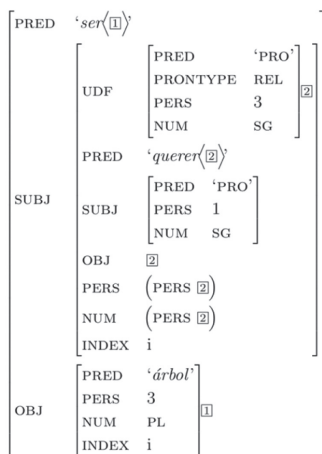 PRED ‘ser⟨1⟩’
PRED ‘PRO’
PRONTYPE REL
UDF 2
PERS 3
NUM SG
PRED ‘querer⟨2⟩’
PRED ‘PRO’
SUBJ SUBJ PERS 1
NUM SG
OBJ 2
PERS (PERS 2)
NUM (PERS 2)
INDEX i
PRED ‘árbol’
PERS 3
OBJ 1
NUM PL
INDEX i